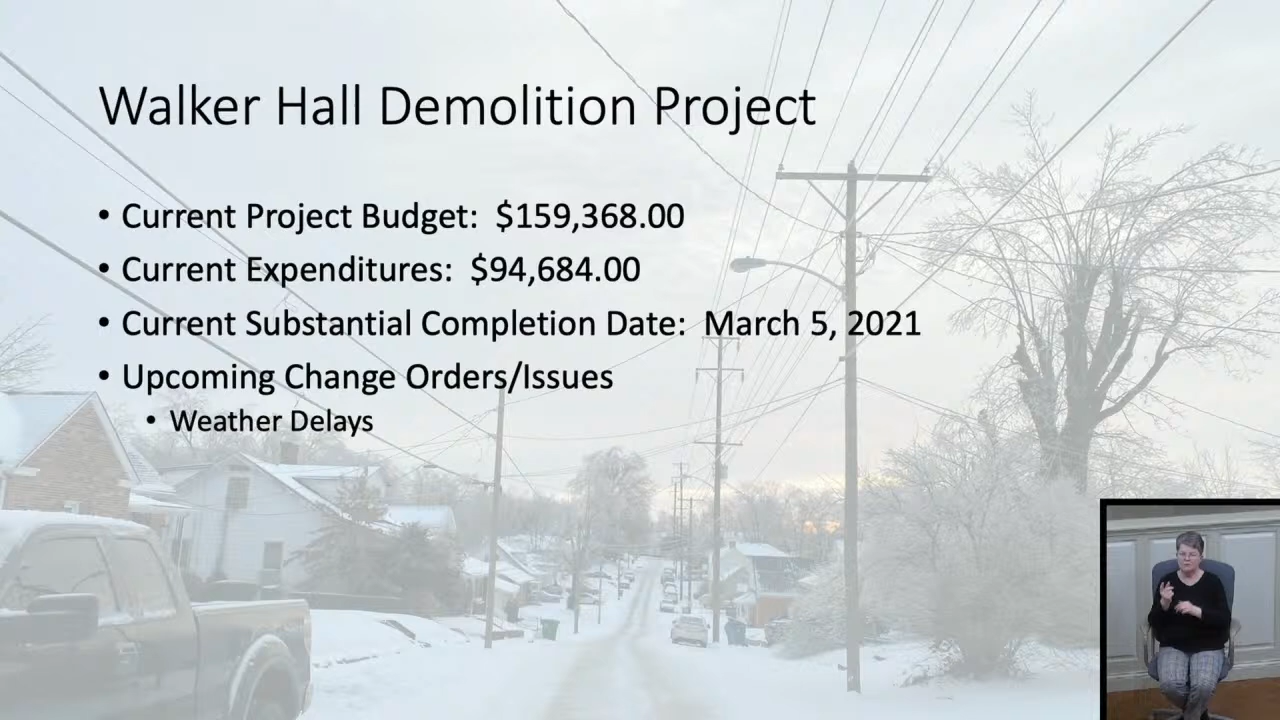 Walker Hall Demolition Project
• Current Project Budget:  $159,368.00
• Current Expenditures:  $94,684.00
• Current Substantial Completion Date:  March 5, 2021
• Upcoming Change Orders/Issues
• Weather Delays